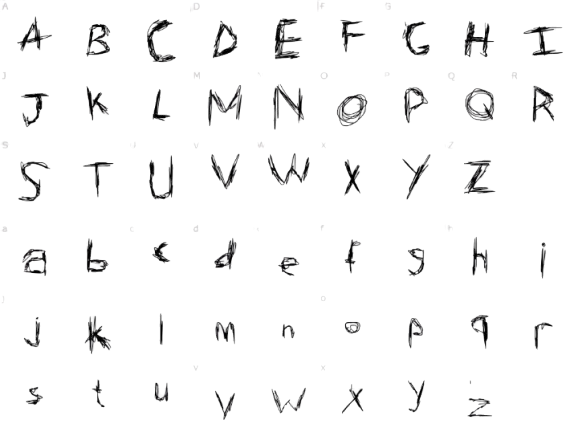 A B C D E F G H I
J K L M N O P Q R
S T U V W X Y Z
a b c d e f g h i
j k l m n o p q r
s t u v w x y z